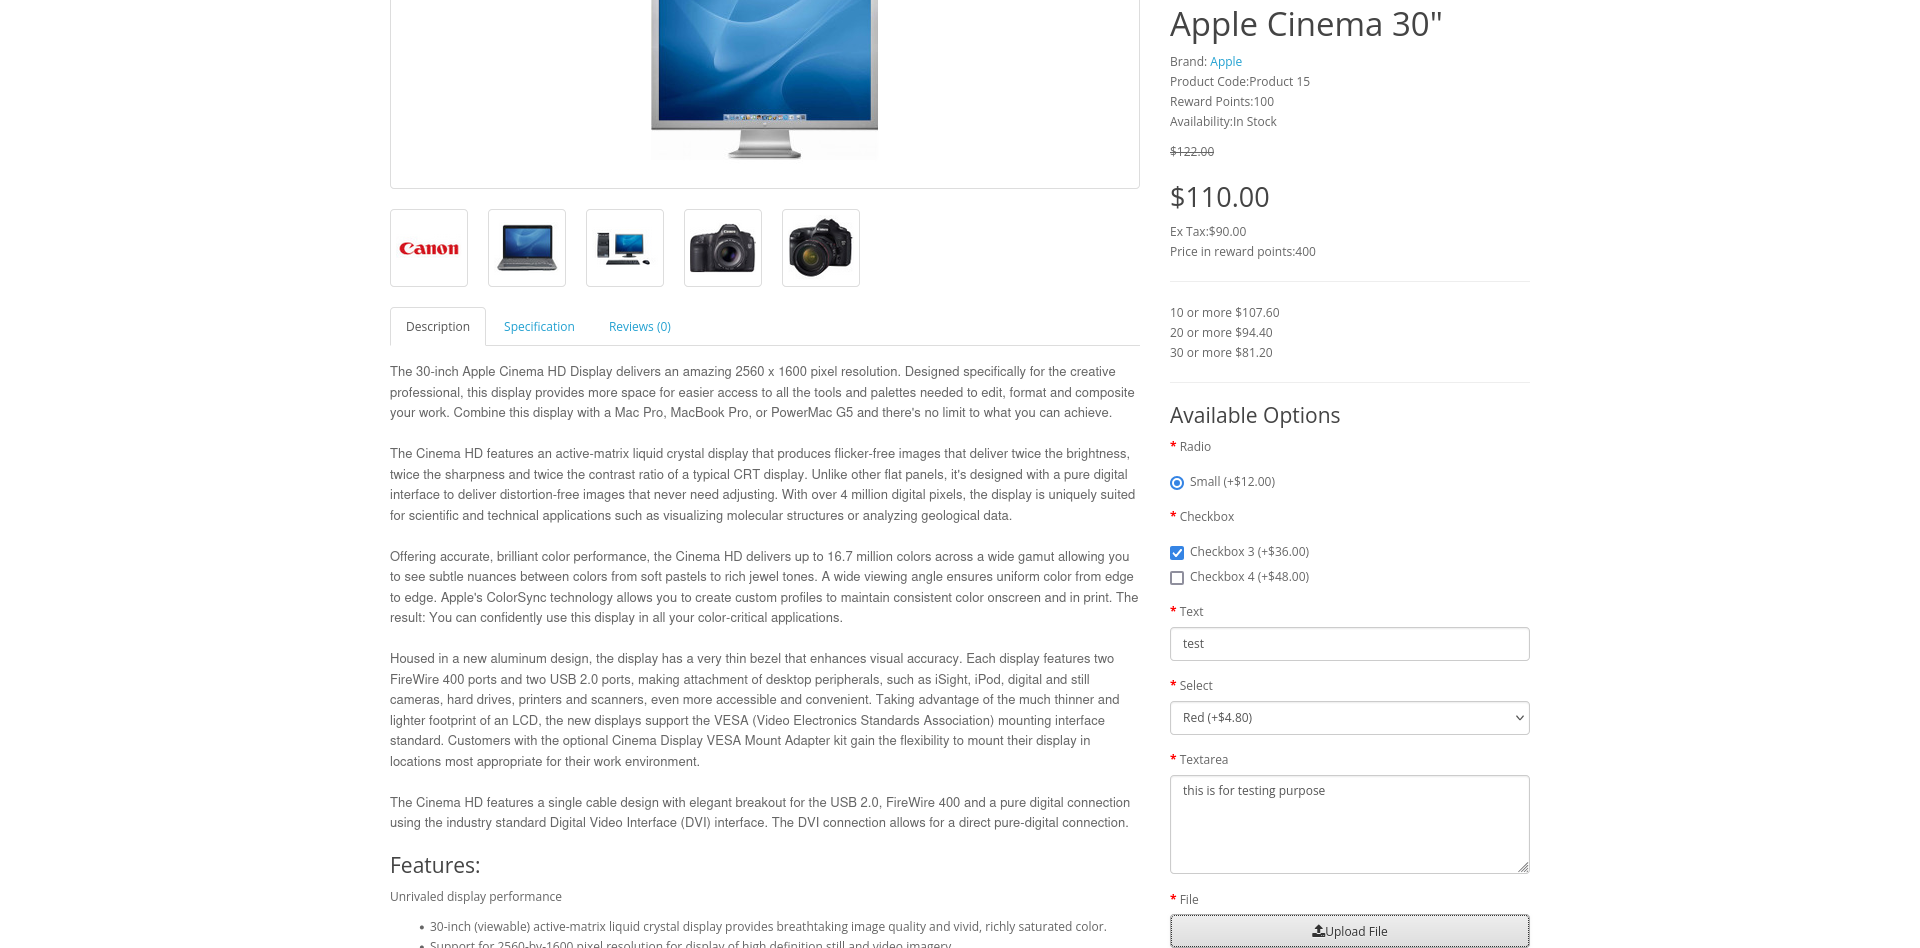 Apple Cinema 30"
Brand: Apple
Product Code:Product 15
Reward Points:100
Availability:In Stock
$122.00
$110.00
Ex Tax:$90.00
Price in reward points:400
10 or more $107.60
20 or more $94.40
30 or more $81.20
Available Options
* Radio
Small (+$12.00)
* Checkbox
Checkbox 3 (+$36.00)
Checkbox 4 (+$48.00)
* Text
test
* Select
Red (+$4.80)
* Textarea
this is for testing purpose
* File
Upload File
Canon
Description Specification Reviews (0)
The 30-inch Apple Cinema HD Display delivers an amazing 2560 x 1600 pixel resolution. Designed specifically for the creative
professional, this display provides more space for easier access to all the tools and palettes needed to edit, format and composite
your work. Combine this display with a Mac Pro, MacBook Pro, or PowerMac G5 and there's no limit to what you can achieve.
The Cinema HD features an active-matrix liquid crystal display that produces flicker-free images that deliver twice the brightness,
twice the sharpness and twice the contrast ratio of a typical CRT display. Unlike other flat panels, it's designed with a pure digital
interface to deliver distortion-free images that never need adjusting. With over 4 million digital pixels, the display is uniquely suited
for scientific and technical applications such as visualizing molecular structures or analyzing geological data.
Offering accurate, brilliant color performance, the Cinema HD delivers up to 16.7 million colors across a wide gamut allowing you
to see subtle nuances between colors from soft pastels to rich jewel tones. A wide viewing angle ensures uniform color from edge
to edge. Apple's ColorSync technology allows you to create custom profiles to maintain consistent color onscreen and in print. The
result: You can confidently use this display in all your color-critical applications.
Housed in a new aluminum design, the display has a very thin bezel that enhances visual accuracy. Each display features two
FireWire 400 ports and two USB 2.0 ports, making attachment of desktop peripherals, such as iSight, iPod, digital and still
cameras, hard drives, printers and scanners, even more accessible and convenient. Taking advantage of the much thinner and
lighter footprint of an LCD, the new displays support the VESA (Video Electronics Standards Association) mounting interface
standard. Customers with the optional Cinema Display VESA Mount Adapter kit gain the flexibility to mount their display in
locations most appropriate for their work environment.
The Cinema HD features a single cable design with elegant breakout for the USB 2.0, FireWire 400 and a pure digital connection
using the industry standard Digital Video Interface (DVI) interface. The DVI connection allows for a direct pure-digital connection.
Features:
Unrivaled display performance
• 30-inch (viewable) active-matrix liquid crystal display provides breathtaking image quality and vivid, richly saturated color.
• Support for 2560-by-1600 pixel resolution for display of high definition still and video imagery.